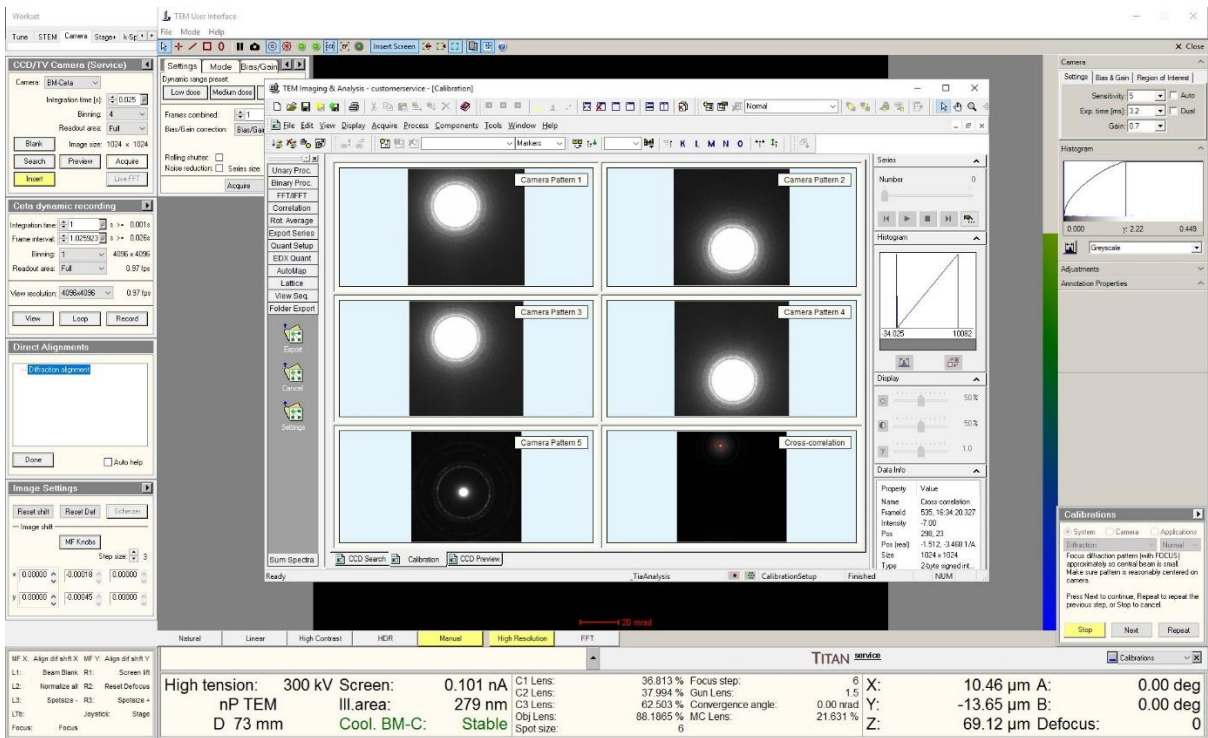 Workset
Tune STEM Camera Stage+
CCD/TV Camera (Service)
Camera: BM-Ceta
Integration time [s]: 0.025
Binning: 4
Readout area: Full
Blank Image size: 1024 x 1024
Search Preview Acquire
Insert Live FFT
Ceta dynamic recording
Integration time: 1 s >= 0.001s
Frame interval: 1.025923 s >= 0.026s
Binning: 1 4096 x 4096
Readout area: Full 0.97 fps
View resolution: 4096x4096 0.97 fps
View Loop Record
Direct Alignments
Diffraction alignment
Done Auto help
Image Settings
Reset shift Reset Def Scherzer
Image shift
MF Knobs
Step size: 3
x 0.00000 -0.00018 0.00000
y 0.00000 -0.00045 0.00000
MF X: Align dif shift X MF Y: Align dif shift Y
L1: Beam Blank R1: Screen lift
L2: Normalize all R2: Reset Defocus
L3: Spotsize - R3: Spotsize +
LTb: Joystick: Stage
Focus: Focus
TEM User Interface
File Mode Help
Insert Screen
Close
Settings Mode Bias/Gain
Dynamic range preset
Low dose Medium dose
Frames combined: 1
Bias/Gain correction:
Rolling shutter:
Noise reduction: Series size:
Acquire
TEM Imaging & Analysis - customerservice - [Calibration]
Normal
File Edit View Display Acquire Process Components Tools Window Help
Markers K L M N O
Unary Proc.
Binary Proc.
FFT/IFFT
Correlation
Rot. Average
Export Series
Quant Setup
EDX Quant
AutoMap
Lattice
View Seq.
Folder Export
Export
Cancel
Settings
Sum Spectra
Camera Pattern 1
Camera Pattern 2
Camera Pattern 3
Camera Pattern 4
Camera Pattern 5
Cross-correlation
CCD Search Calibration CCD Preview
Ready _TiaAnalysis CalibrationSetup Finished NUM
Series
Number 0
Histogram
-34.025 10082
Display
50 %
50 %
1.0
Data Info
Property Value
Name Cross correlation
FrameId 535, 16:34:20.327
Intensity -7.00
Pos 298, 23
Pos (real) -1.512, -3.468 1/A
Size 1024 x 1024
Type 2-byte signed int...
20 mrad
Natural Linear High Contrast HDR Manual High Resolution FFT
Camera
Settings Bias & Gain Region of Interest
Sensitivity: 5 Auto
Exp. time [ms]: 3.2 Dual
Gain: 0.7
Histogram
0.000 γ: 2.22 0.449
Greyscale
Adjustments
Annotation Properties
Calibrations
System Camera Applications
Diffraction Normal
Focus diffraction pattern (with FOCUS)
approximately so central beam is small.
Make sure pattern is reasonably centered on
camera.
Press Next to continue, Repeat to repeat the
previous step, or Stop to cancel.
Stop Next Repeat
TITAN service
Calibrations
High tension: 300 kV Screen: 0.101 nA
nP TEM Ill.area: 279 nm
D 73 mm Cool. BM-C: Stable
C1 Lens: 36.813 % Focus step: 6
C2 Lens: 37.994 % Gun Lens: 1.5
C3 Lens: 62.503 % Convergence angle: 0.00 mrad
Obj Lens: 88.1865 % MC Lens: 21.631 %
Spot size: 6
X: 10.46 µm A: 0.00 deg
Y: -13.65 µm B: 0.00 deg
Z: 69.12 µm Defocus: 0